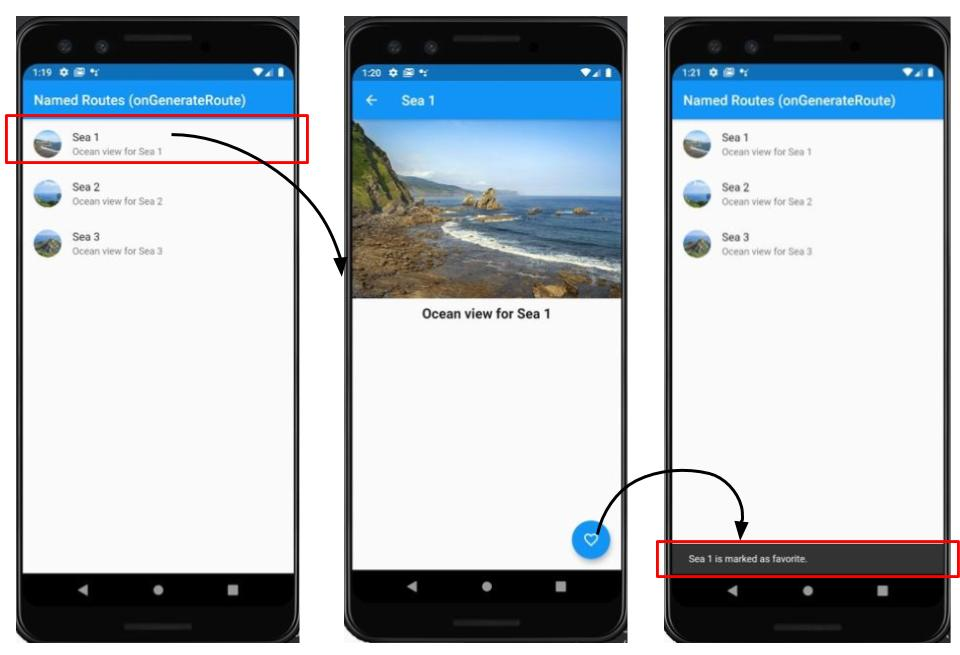 1:19
Named Routes (onGenerateRoute)
Sea 1
Ocean view for Sea 1
Sea 2
Ocean view for Sea 2
Sea 3
Ocean view for Sea 3
1:20
Sea 1
Ocean view for Sea 1
1:21
Named Routes (onGenerateRoute)
Sea 1
Ocean view for Sea 1
Sea 2
Ocean view for Sea 2
Sea 3
Ocean view for Sea 3
Sea 1 is marked as favorite.